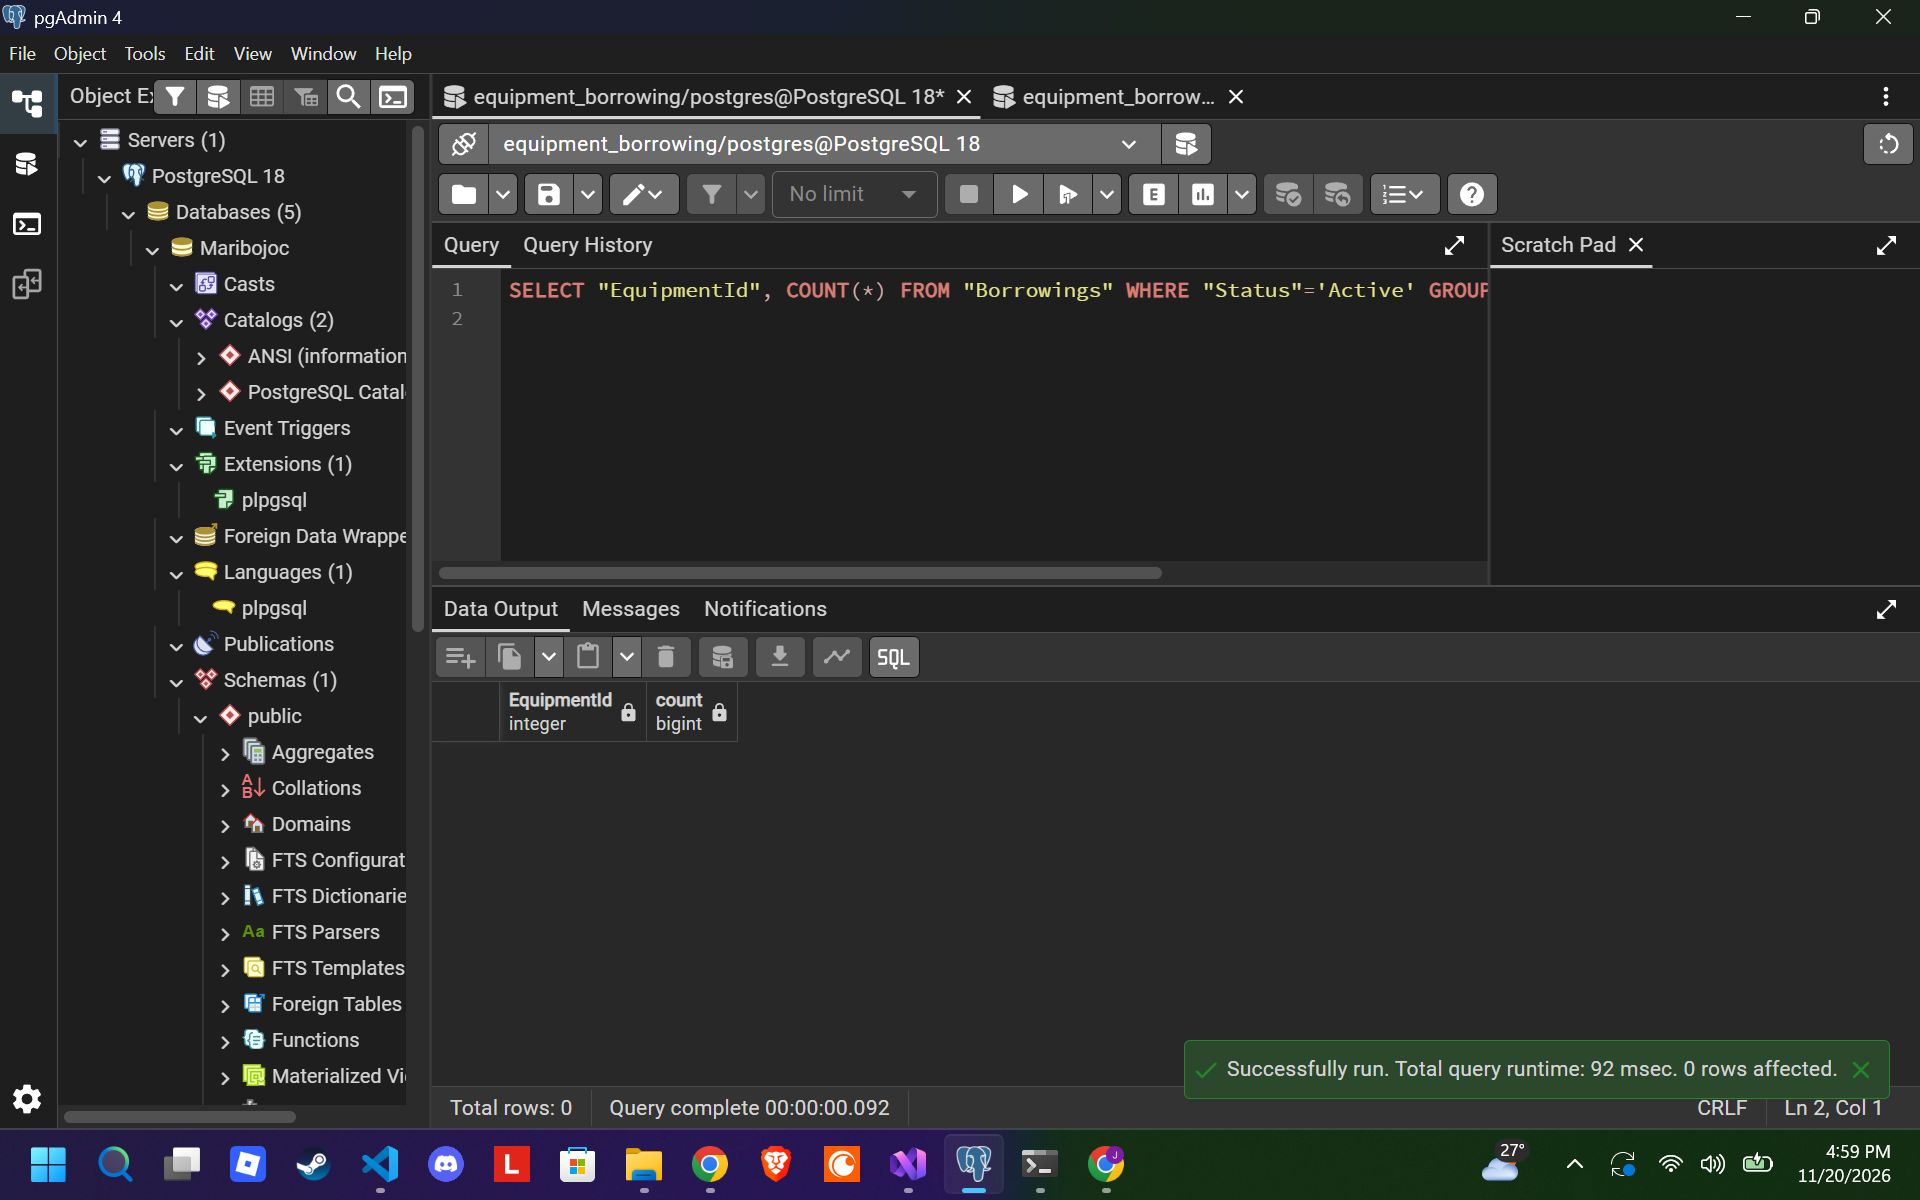 pgAdmin 4
File Object Tools Edit View Window Help
Object Ex
equipment_borrowing/postgres@PostgreSQL 18*
equipment_borrow...
equipment_borrowing/postgres@PostgreSQL 18
No limit
E
Query Query History
Scratch Pad
1 SELECT "EquipmentId", COUNT(*) FROM "Borrowings" WHERE "Status"='Active' GROUP
2
Servers (1)
PostgreSQL 18
Databases (5)
Maribojoc
Casts
Catalogs (2)
ANSI (information
PostgreSQL Catal
Event Triggers
Extensions (1)
plpgsql
Foreign Data Wrappe
Languages (1)
plpgsql
Publications
Schemas (1)
public
Aggregates
Collations
Domains
FTS Configurat
FTS Dictionarie
Aa FTS Parsers
FTS Templates
Foreign Tables
Functions
Materialized Vi
Data Output Messages Notifications
SQL
EquipmentId count
integer bigint
Successfully run. Total query runtime: 92 msec. 0 rows affected.
Total rows: 0 Query complete 00:00:00.092 CRLF Ln 2, Col 1
L
J
27°
4:59 PM
11/20/2026